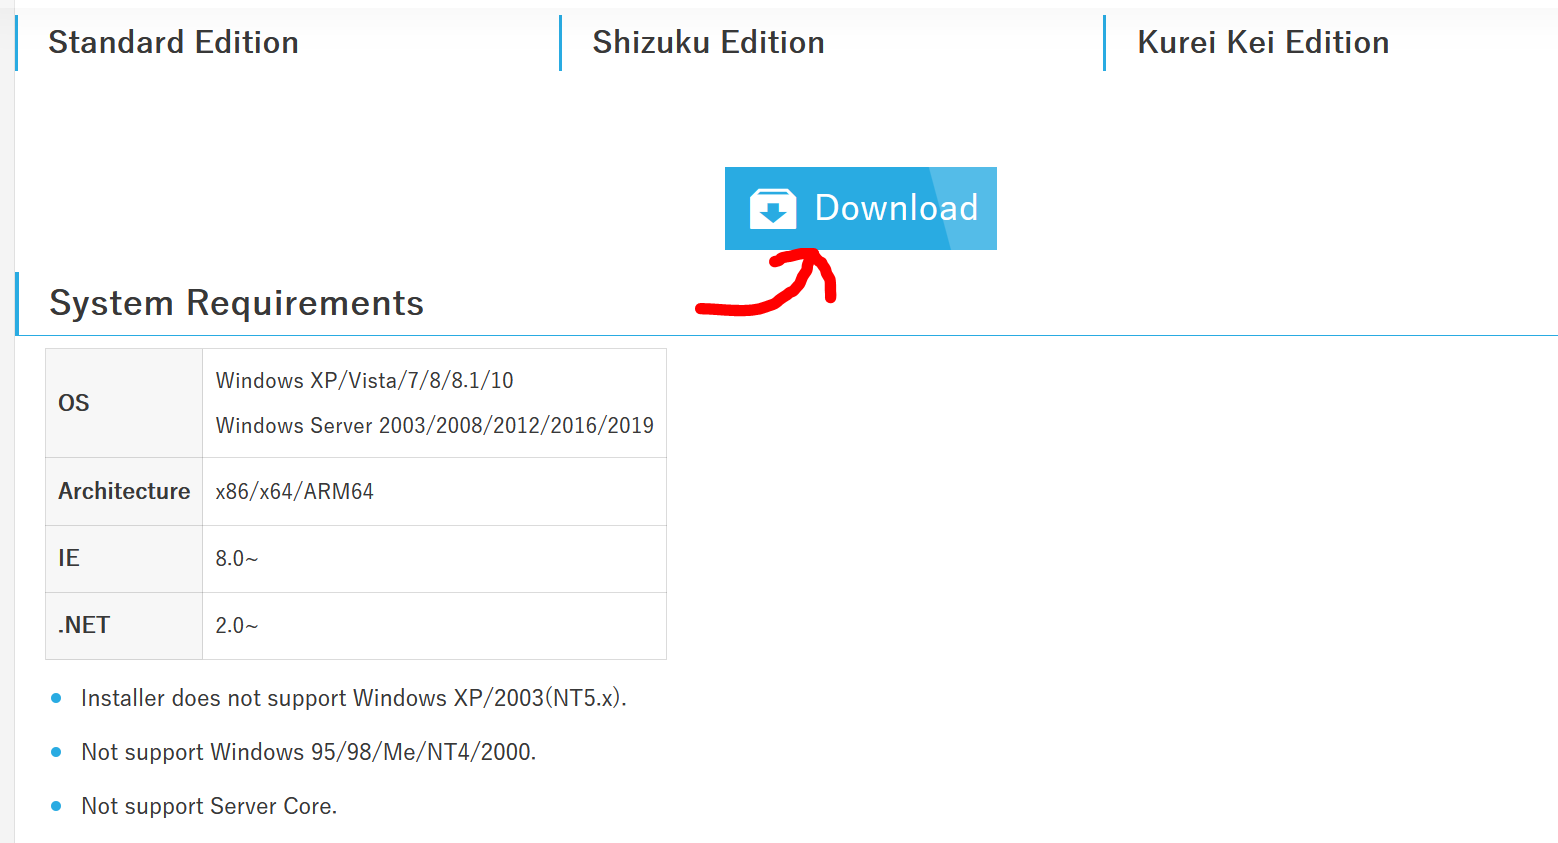 Standard Edition
Shizuku Edition
Kurei Kei Edition
Download
System Requirements
OS
Windows XP/Vista/7/8/8.1/10
Windows Server 2003/2008/2012/2016/2019
Architecture
x86/x64/ARM64
IE
8.0~
.NET
2.0~
Installer does not support Windows XP/2003(NT5.x).
Not support Windows 95/98/Me/NT4/2000.
Not support Server Core.